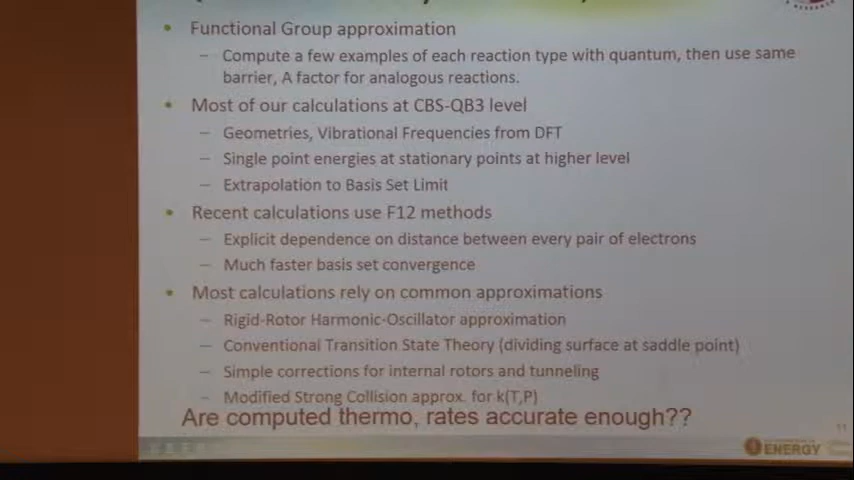 Functional Group approximation
– Compute a few examples of each reaction type with quantum, then use same
barrier, A factor for analogous reactions.
Most of our calculations at CBS-QB3 level
– Geometries, Vibrational Frequencies from DFT
– Single point energies at stationary points at higher level
– Extrapolation to Basis Set Limit
Recent calculations use F12 methods
– Explicit dependence on distance between every pair of electrons
– Much faster basis set convergence
Most calculations rely on common approximations
– Rigid-Rotor Harmonic-Oscillator approximation
– Conventional Transition State Theory (dividing surface at saddle point)
– Simple corrections for internal rotors and tunneling
– Modified Strong Collision approx. for k(T,P)
Are computed thermo, rates accurate enough??
ENERGY